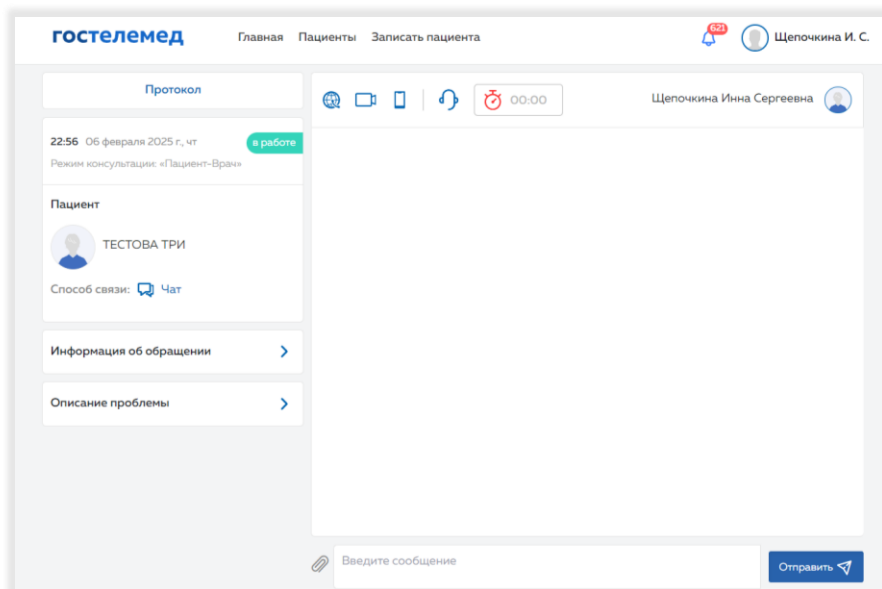 гостелемед Главная Пациенты Записать пациента 621 Щепочкина И. С.
Протокол
22:56 06 февраля 2025 г., чт в работе
Режим консультации: «Пациент-Врач»
Пациент
ТЕСТОВА ТРИ
Способ связи: Чат
Информация об обращении
Описание проблемы
00:00 Щепочкина Инна Сергеевна
Введите сообщение Отправить